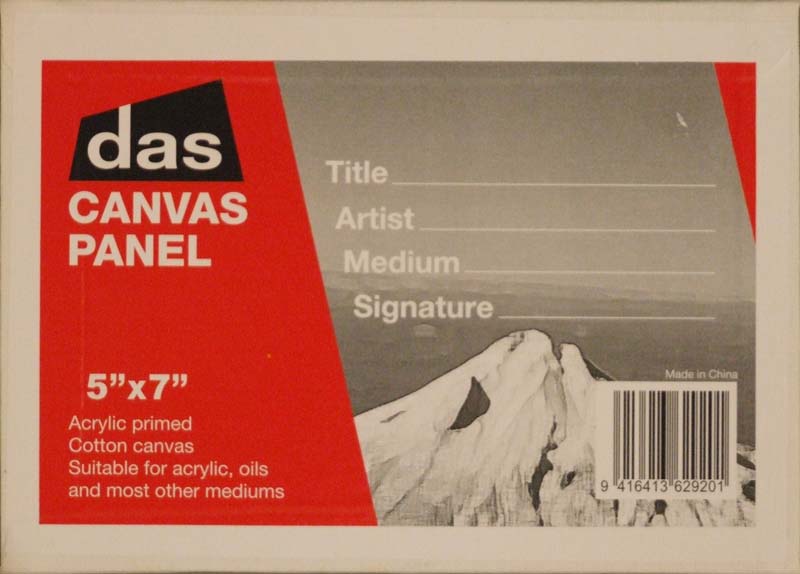 das
CANVAS
PANEL
5”x7”
Acrylic primed
Cotton canvas
Suitable for acrylic, oils
and most other mediums
Title
Artist
Medium
Signature
Made in China
9 416413 629201